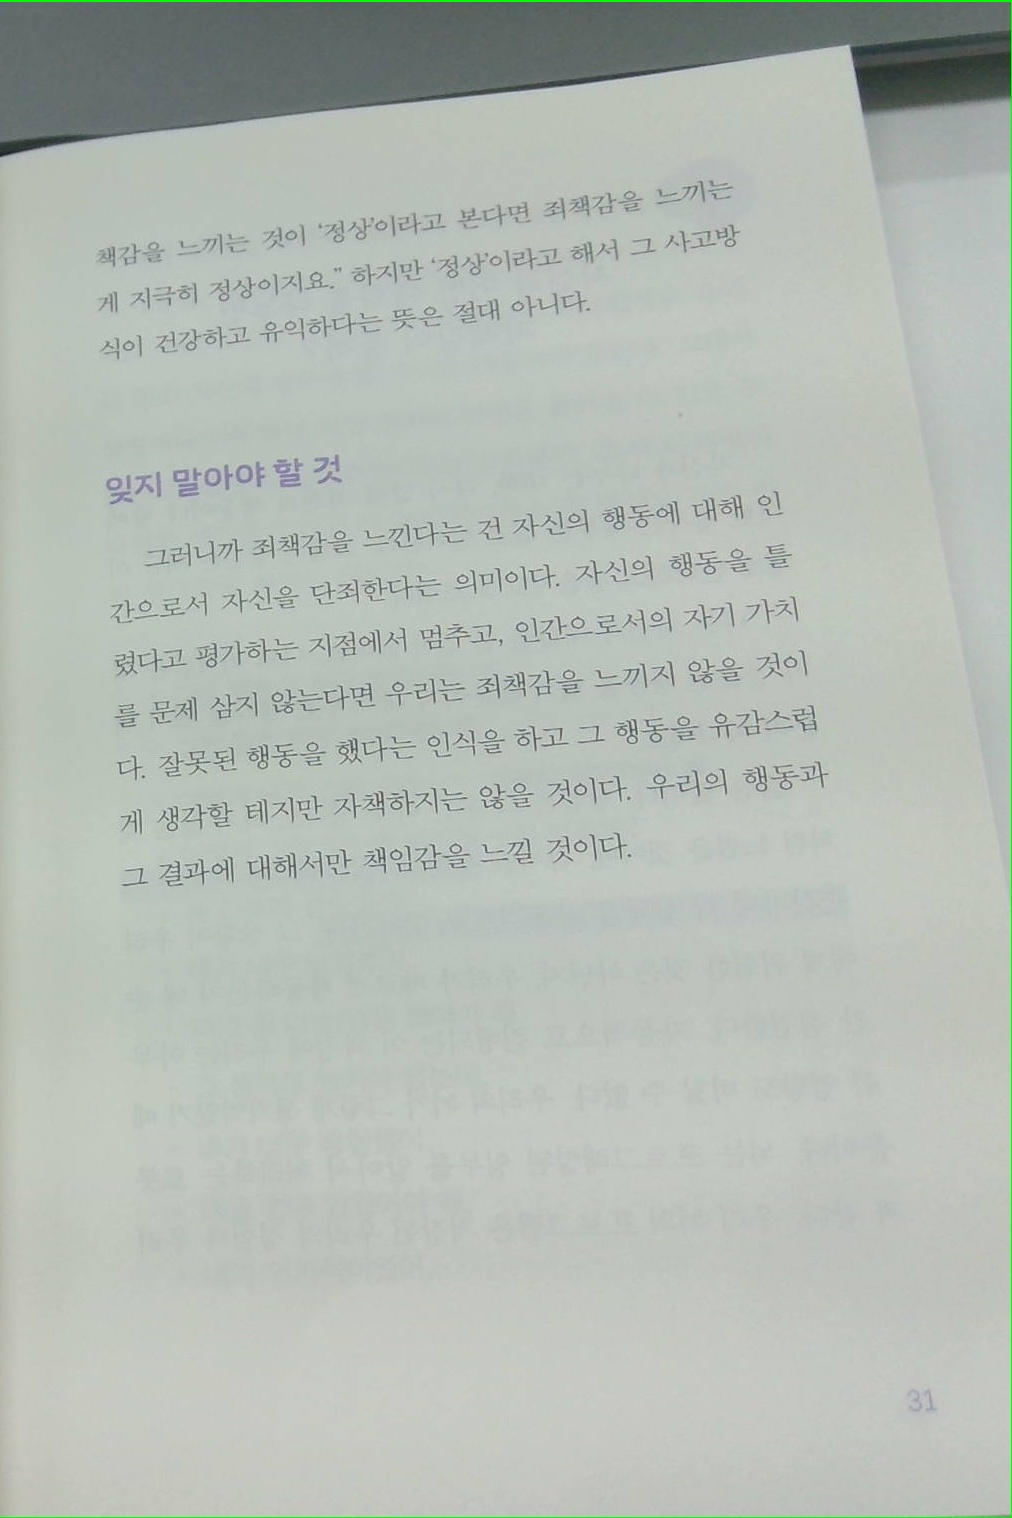 책감을 느끼는 것이 ‘정상’이라고 본다면 죄책감을 느끼는
게 지극히 정상이지요.” 하지만 ‘정상’이라고 해서 그 사고방
식이 건강하고 유익하다는 뜻은 절대 아니다.
잊지 말아야 할 것
그러니까 죄책감을 느낀다는 건 자신의 행동에 대해 인
간으로서 자신을 단죄한다는 의미이다. 자신의 행동을 틀
렸다고 평가하는 지점에서 멈추고, 인간으로서의 자기 가치
를 문제 삼지 않는다면 우리는 죄책감을 느끼지 않을 것이
다. 잘못된 행동을 했다는 인식을 하고 그 행동을 유감스럽
게 생각할 테지만 자책하지는 않을 것이다. 우리의 행동과
그 결과에 대해서만 책임감을 느낄 것이다.
31